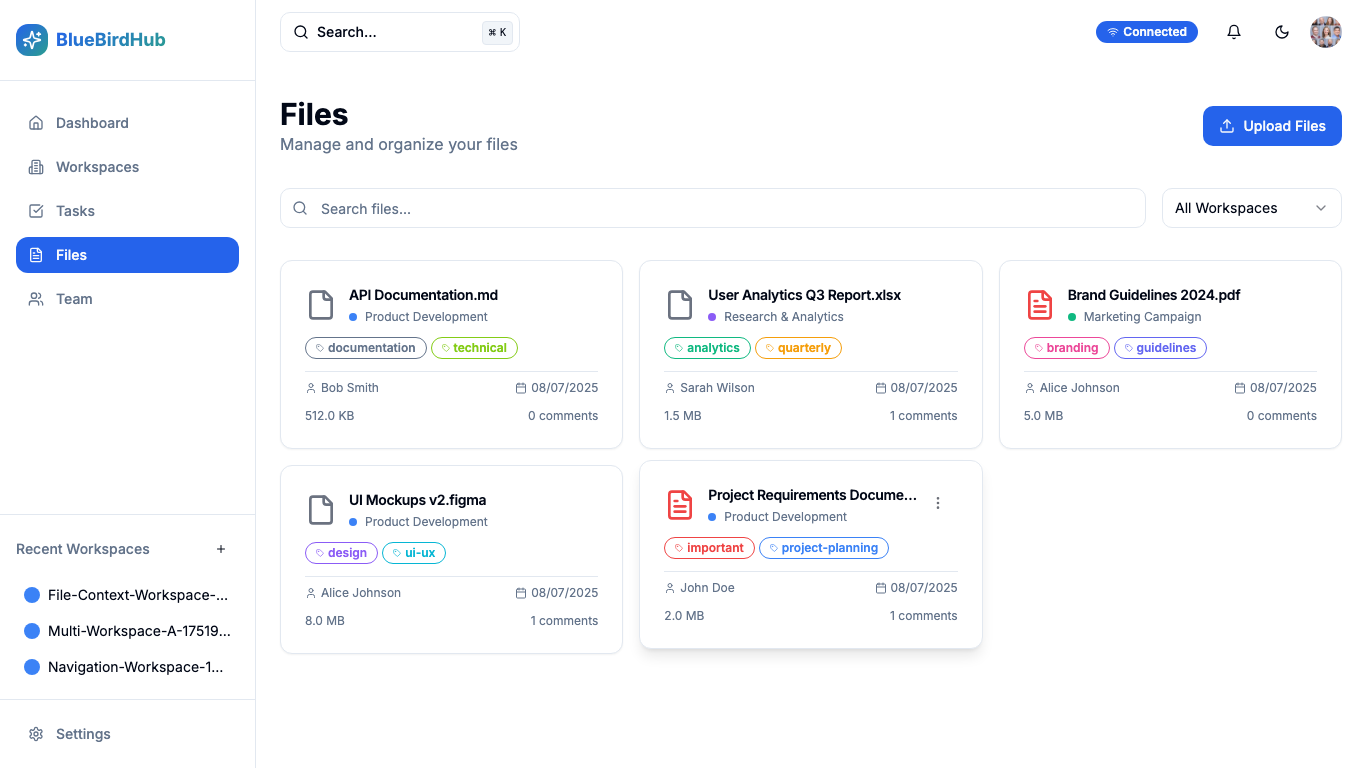 BlueBirdHub
Search...
⌘ K
Connected
Dashboard
Workspaces
Tasks
Files
Team
Recent Workspaces
+
File-Context-Workspace-...
Multi-Workspace-A-17519...
Navigation-Workspace-1...
Settings
Files
Manage and organize your files
Upload Files
Search files...
All Workspaces
API Documentation.md
Product Development
documentation
technical
Bob Smith
08/07/2025
512.0 KB
0 comments
User Analytics Q3 Report.xlsx
Research & Analytics
analytics
quarterly
Sarah Wilson
08/07/2025
1.5 MB
1 comments
Brand Guidelines 2024.pdf
Marketing Campaign
branding
guidelines
Alice Johnson
08/07/2025
5.0 MB
0 comments
UI Mockups v2.figma
Product Development
design
ui-ux
Alice Johnson
08/07/2025
8.0 MB
1 comments
Project Requirements Docume...
Product Development
important
project-planning
John Doe
08/07/2025
2.0 MB
1 comments